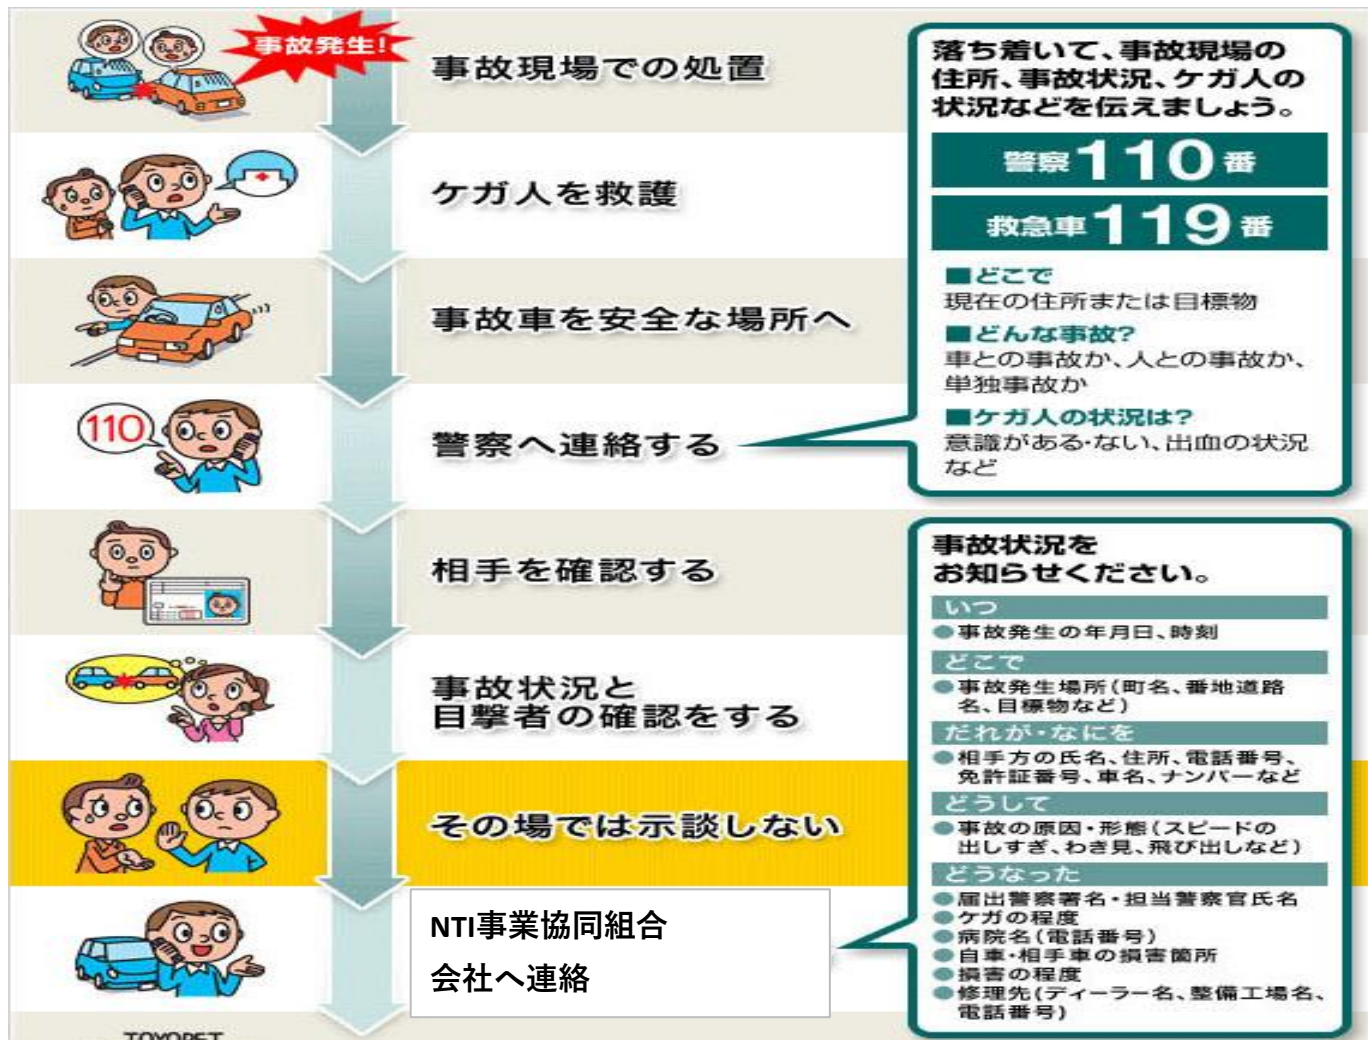 事故発生!
事故現場での処置
ケガ人を救護
事故車を安全な場所へ
110
警察へ連絡する
相手を確認する
事故状況と
目撃者の確認をする
その場では示談しない
NTI事業協同組合
会社へ連絡
TOYOPET
落ち着いて、事故現場の
住所、事故状況、ケガ人の
状況などを伝えましょう。
警察110番
救急車119番
■どこで
現在の住所または目標物
■どんな事故?
車との事故か、人との事故か、
単独事故か
■ケガ人の状況は?
意識がある・ない、出血の状況
など
事故状況を
お知らせください。
いつ
●事故発生の年月日、時刻
どこで
●事故発生場所(町名、番地道路
名、目標物など)
だれが・なにを
●相手方の氏名、住所、電話番号、
免許証番号、車名、ナンバーなど
どうして
●事故の原因・形態(スピードの
出しすぎ、わき見、飛び出しなど)
どうなった
●届出警察署名・担当警察官氏名
●ケガの程度
●病院名(電話番号)
●自車・相手車の損害箇所
●損害の程度
●修理先(ディーラー名、整備工場名、
電話番号)